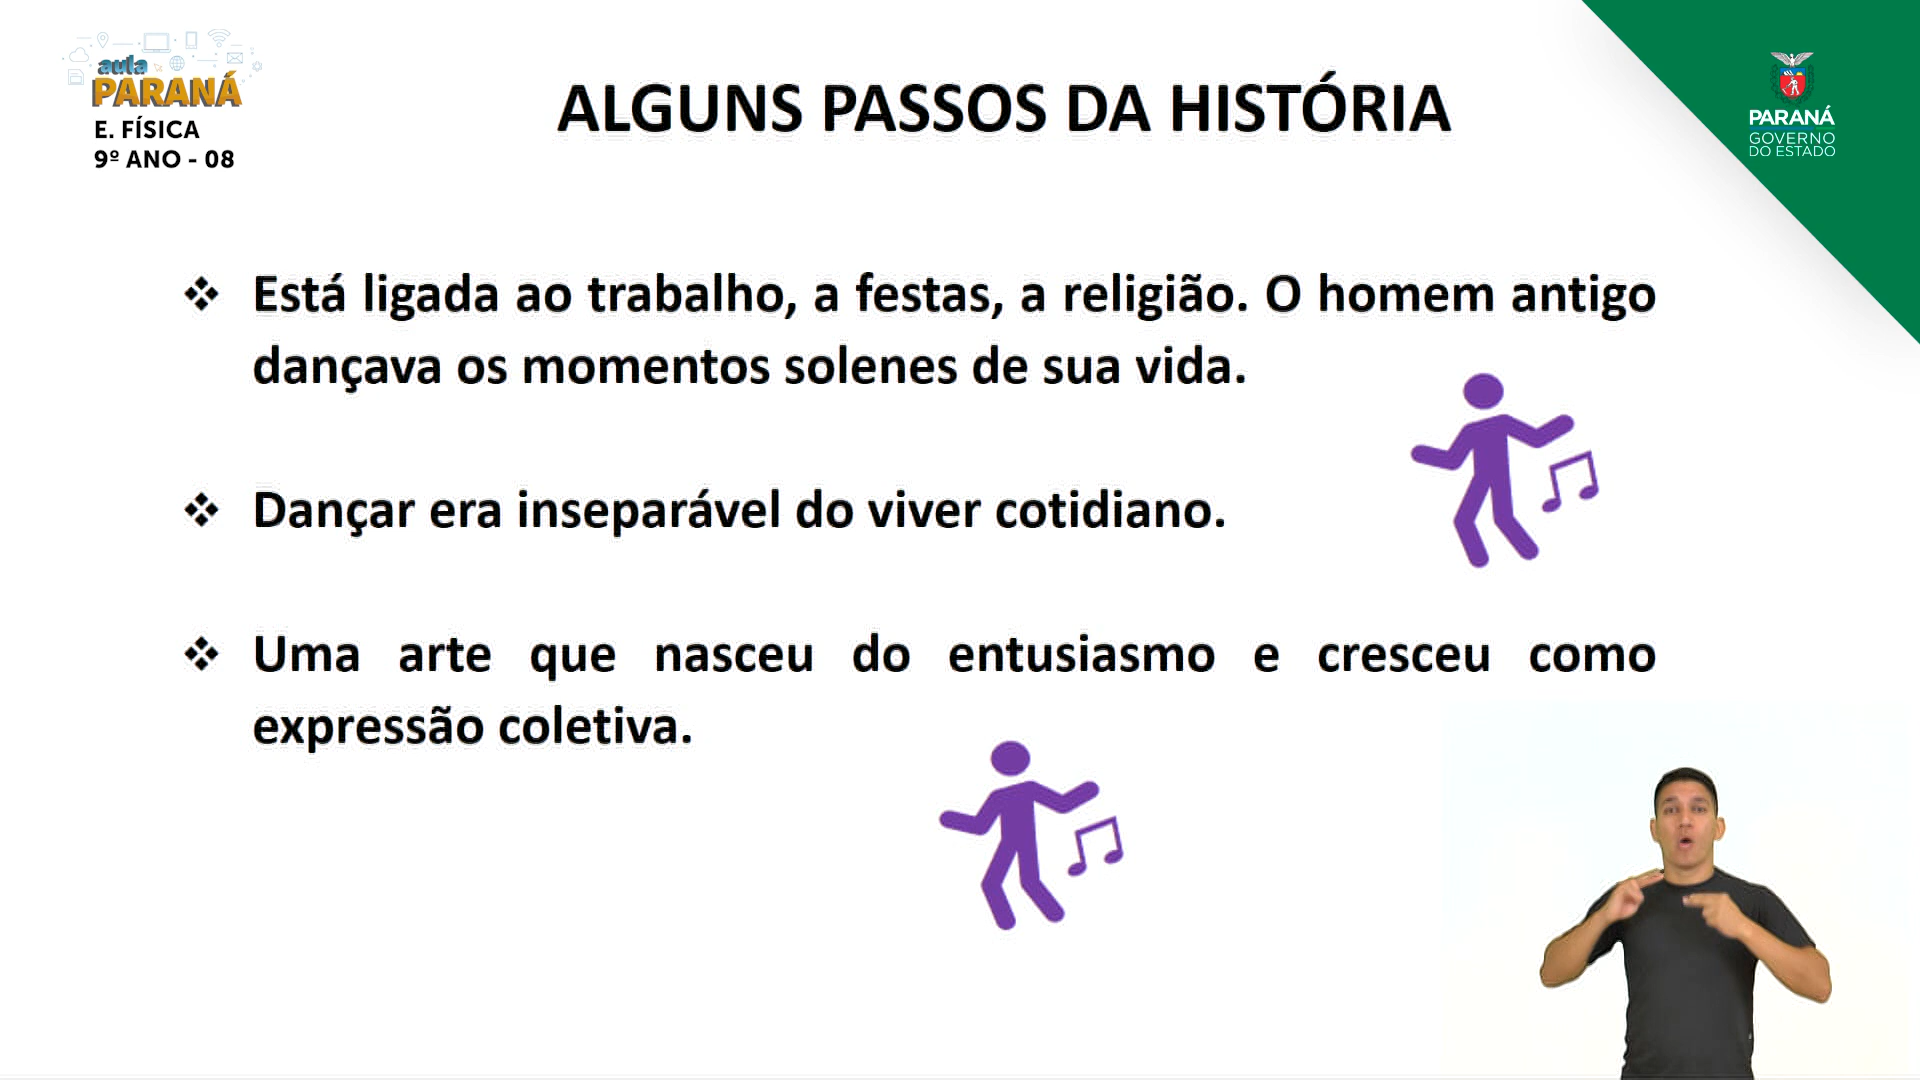 aula
PARANÁ
E. FÍSICA
9º ANO - 08
ALGUNS PASSOS DA HISTÓRIA
PARANÁ
GOVERNO
DO ESTADO
❖ Está ligada ao trabalho, a festas, a religião. O homem antigo
dançava os momentos solenes de sua vida.
❖ Dançar era inseparável do viver cotidiano.
❖ Uma arte que nasceu do entusiasmo e cresceu como
expressão coletiva.